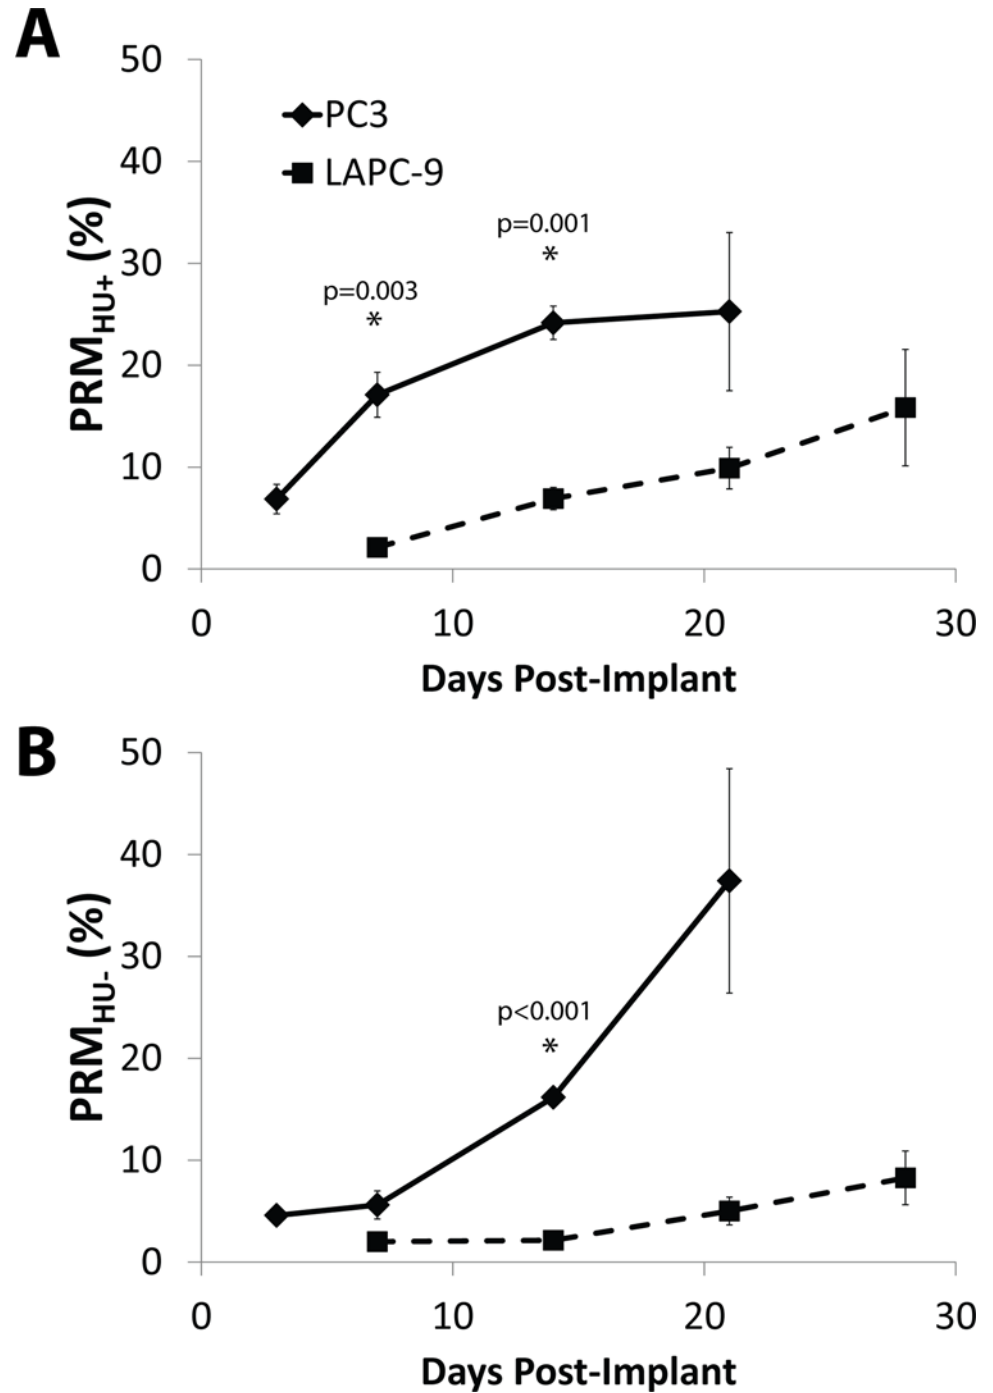 A
50
PC3
40
LAPC-9
p=0.001
*
30
p=0.003
*
PRMHU+ (%)
20
10
0
0 10 20 30
Days Post-Implant
B
50
40
30
PRMHU- (%)
p<0.001
*
20
10
0
0 10 20 30
Days Post-Implant